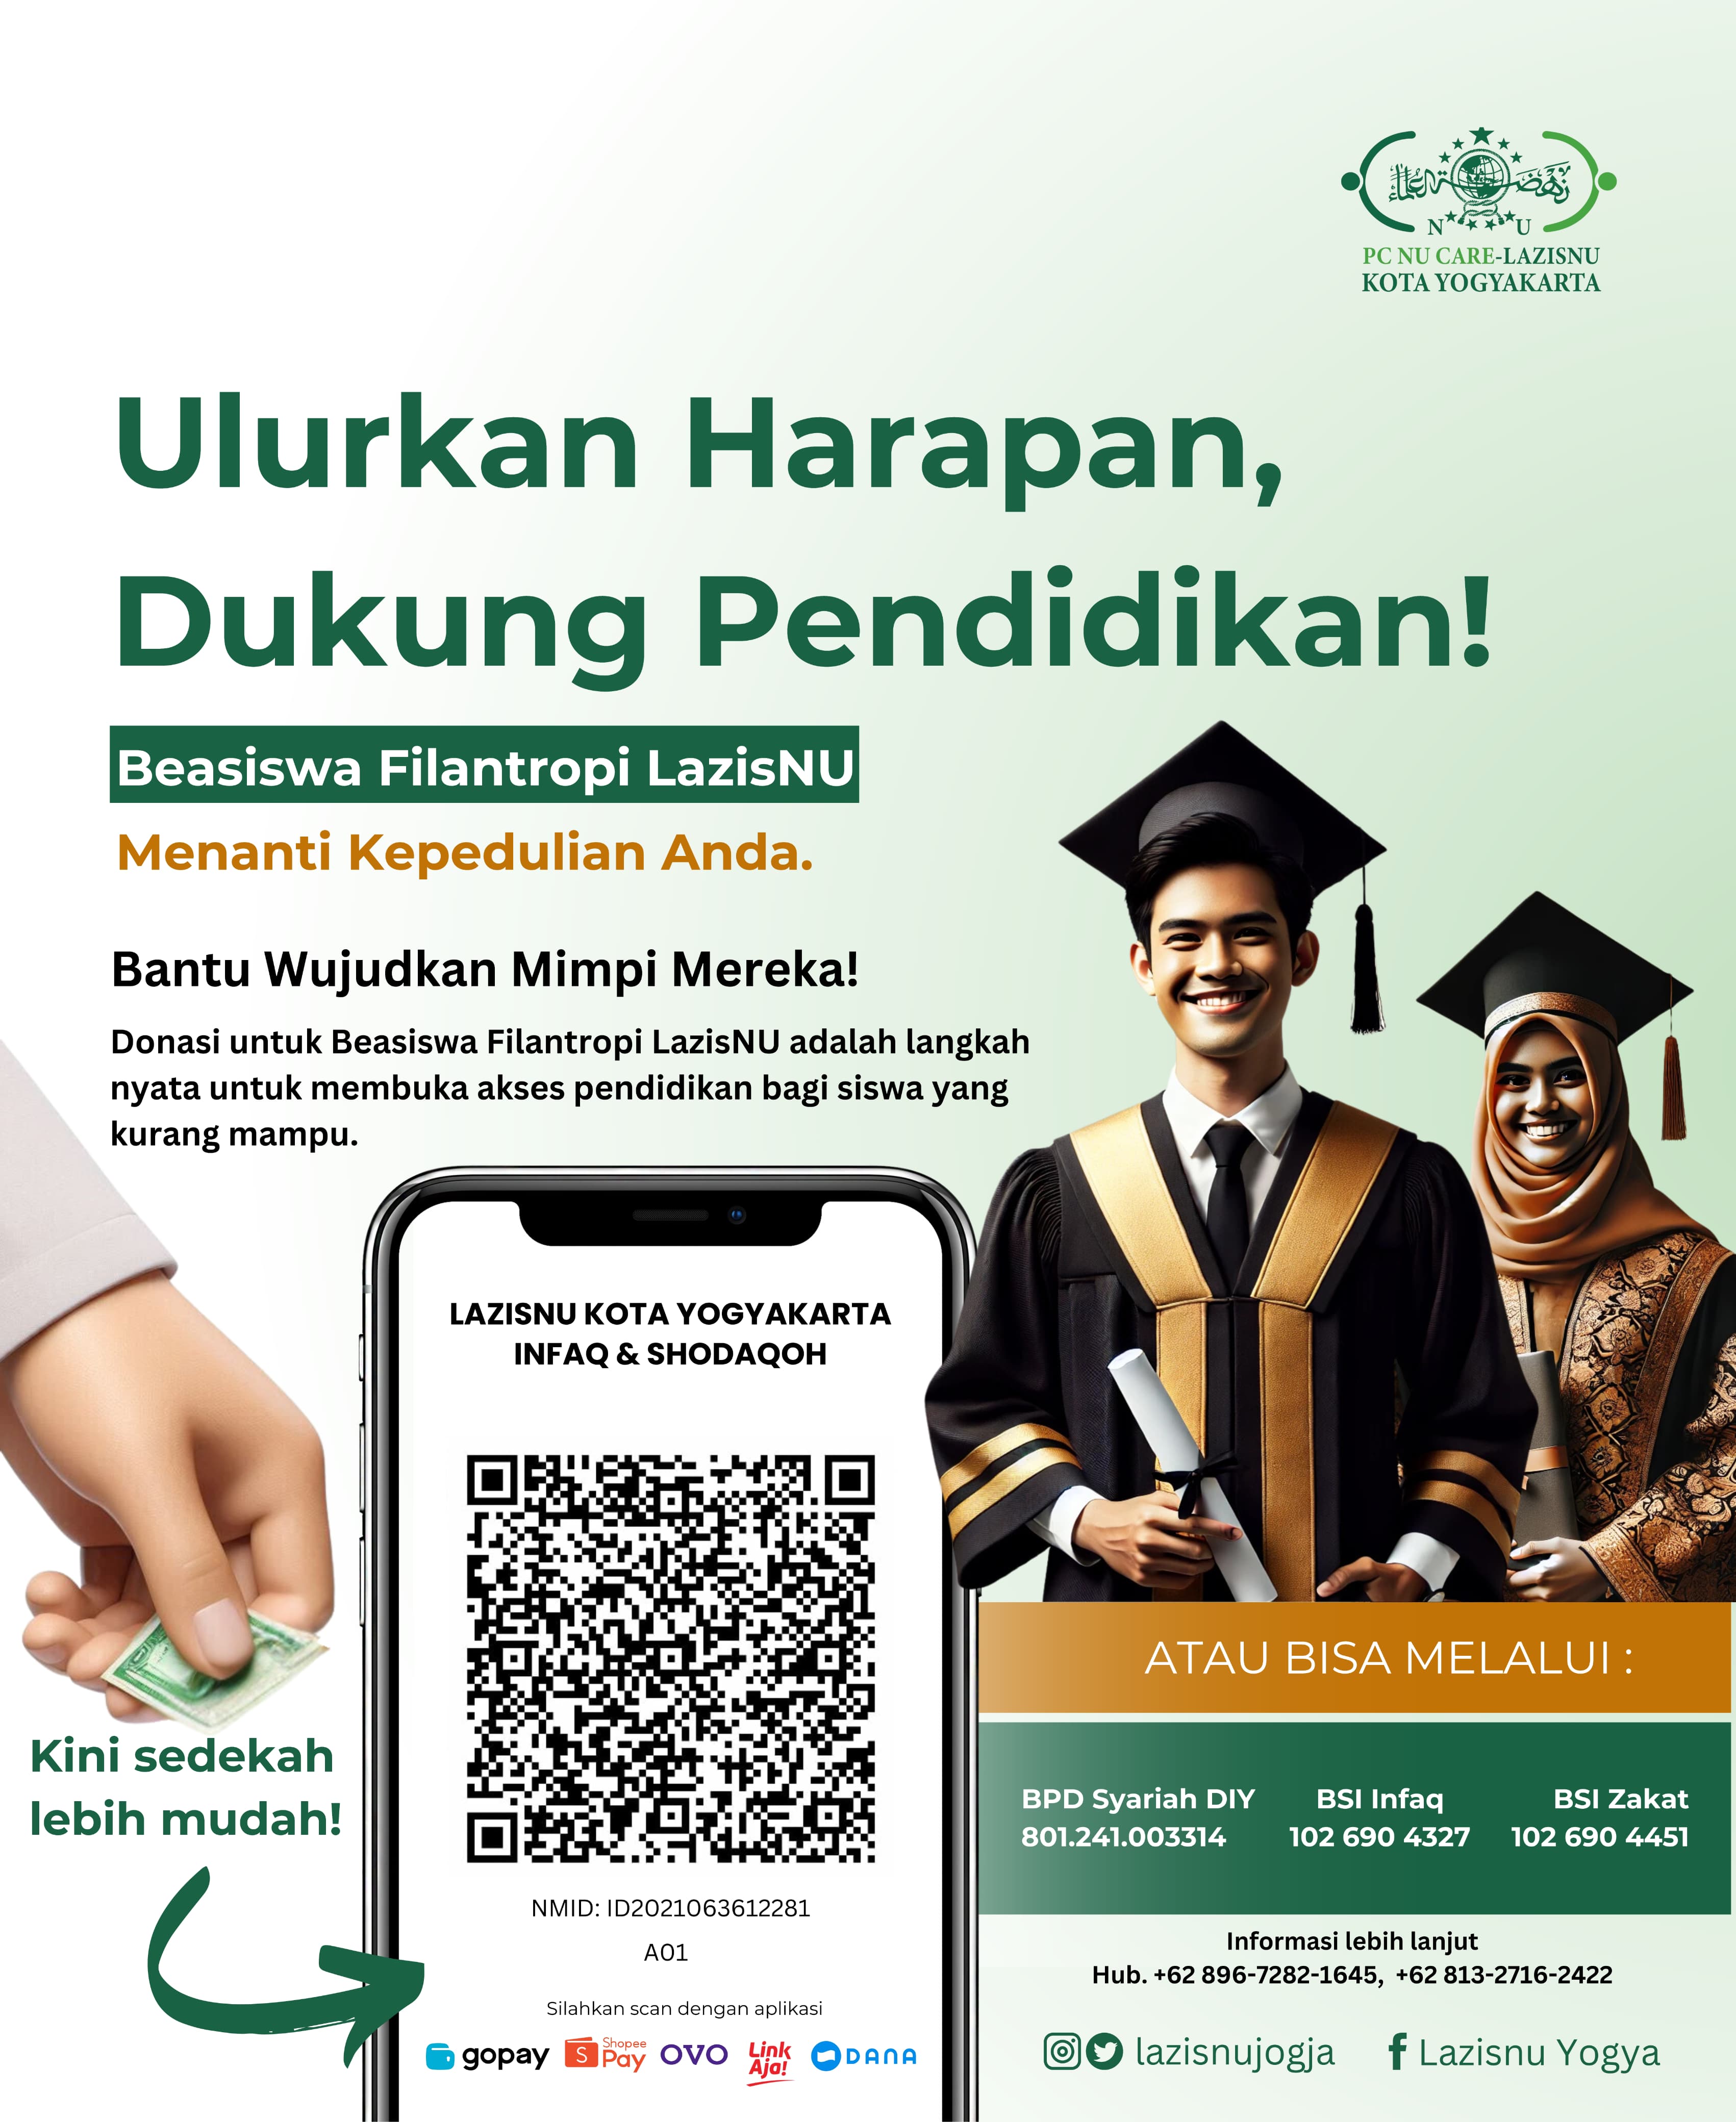 نهضة العلماء
N U
PC NU CARE-LAZISNU
KOTA YOGYAKARTA
Ulurkan Harapan,
Dukung Pendidikan!
Beasiswa Filantropi LazisNU
Menanti Kepedulian Anda.
Bantu Wujudkan Mimpi Mereka!
Donasi untuk Beasiswa Filantropi LazisNU adalah langkah
nyata untuk membuka akses pendidikan bagi siswa yang
kurang mampu.
LAZISNU KOTA YOGYAKARTA
INFAQ & SHODAQOH
Kini sedekah
lebih mudah!
NMID: ID2021063612281
A01
Silahkan scan dengan aplikasi
gopay
S Shopee
Pay
OVO
Link
Aja!
DANA
ATAU BISA MELALUI :
BPD Syariah DIY
801.241.003314
BSI Infaq
102 690 4327
BSI Zakat
102 690 4451
Informasi lebih lanjut
Hub. +62 896-7282-1645, +62 813-2716-2422
lazisnujogja
f Lazisnu Yogya